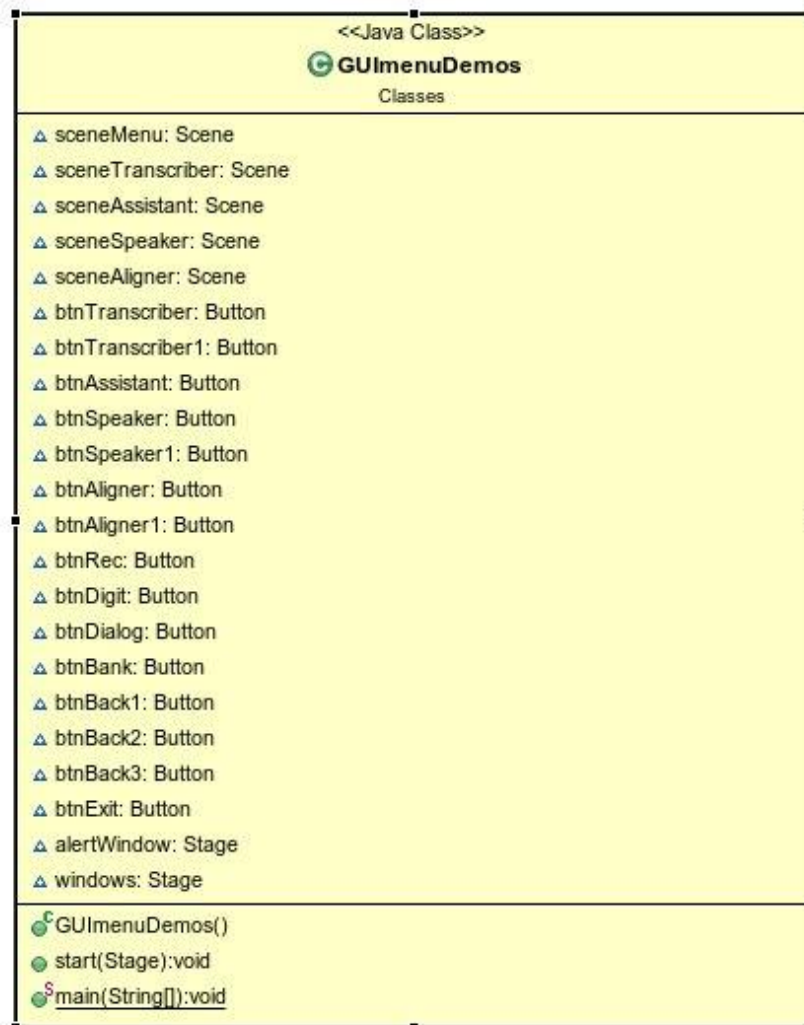 <<Java Class>>
GUImenuDemos
Classes
sceneMenu: Scene
sceneTranscriber: Scene
sceneAssistant: Scene
sceneSpeaker: Scene
sceneAligner: Scene
btnTranscriber: Button
btnTranscriber1: Button
btnAssistant: Button
btnSpeaker: Button
btnSpeaker1: Button
btnAligner: Button
btnAligner1: Button
btnRec: Button
btnDigit: Button
btnDialog: Button
btnBank: Button
btnBack1: Button
btnBack2: Button
btnBack3: Button
btnExit: Button
alertWindow: Stage
windows: Stage
GUImenuDemos()
start(Stage):void
main(String[]):void